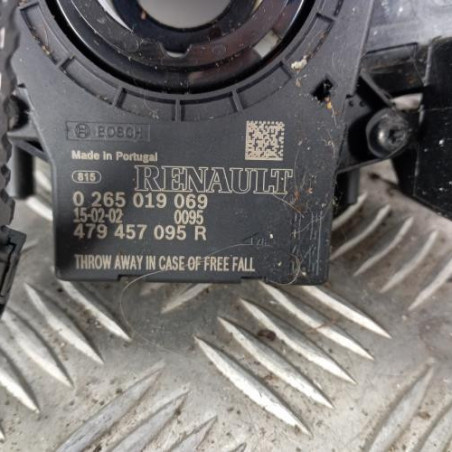 BOSCH
Made in Portugal
815 RENAULT
0 265 019 069
15-02-02 0095
479 457 095 R
THROW AWAY IN CASE OF FREE FALL